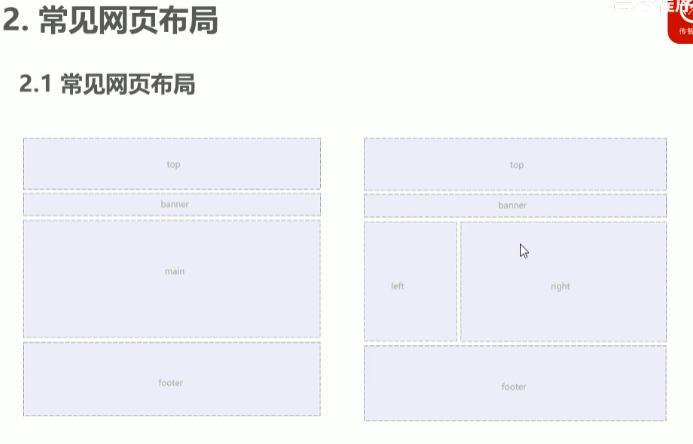 2. 常见网页布局
2.1 常见网页布局
top
banner
main
footer
top
banner
left
right
footer